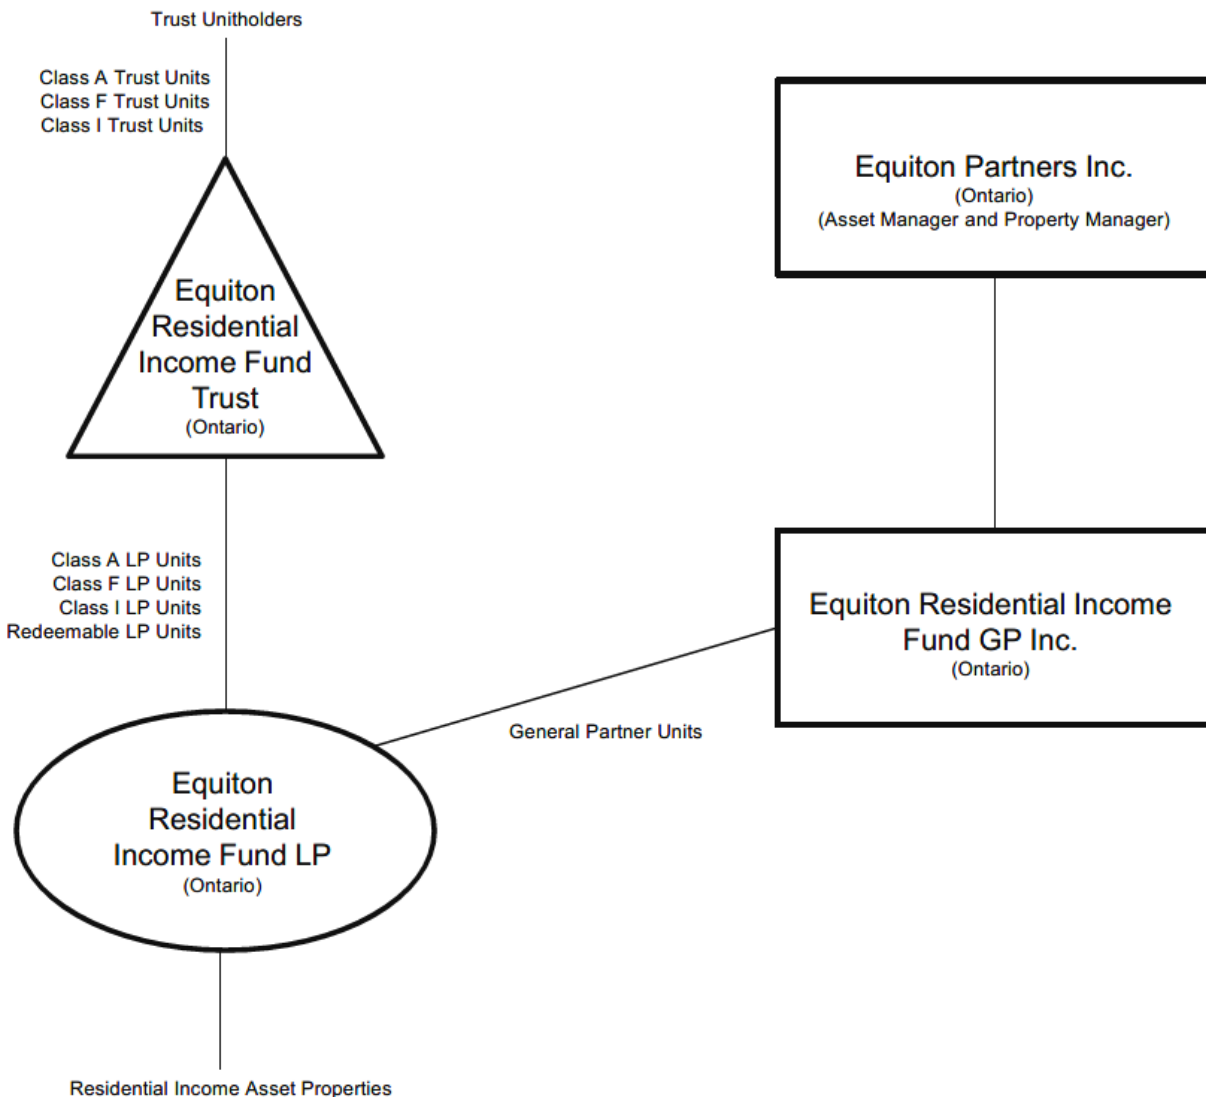 Trust Unitholders
Class A Trust Units
Class F Trust Units
Class I Trust Units
Equiton Partners Inc.
(Ontario)
(Asset Manager and Property Manager)
Equiton
Residential
Income Fund
Trust
(Ontario)
Class A LP Units
Class F LP Units
Class I LP Units
Redeemable LP Units
Equiton Residential Income
Fund GP Inc.
(Ontario)
General Partner Units
Equiton
Residential
Income Fund LP
(Ontario)
Residential Income Asset Properties